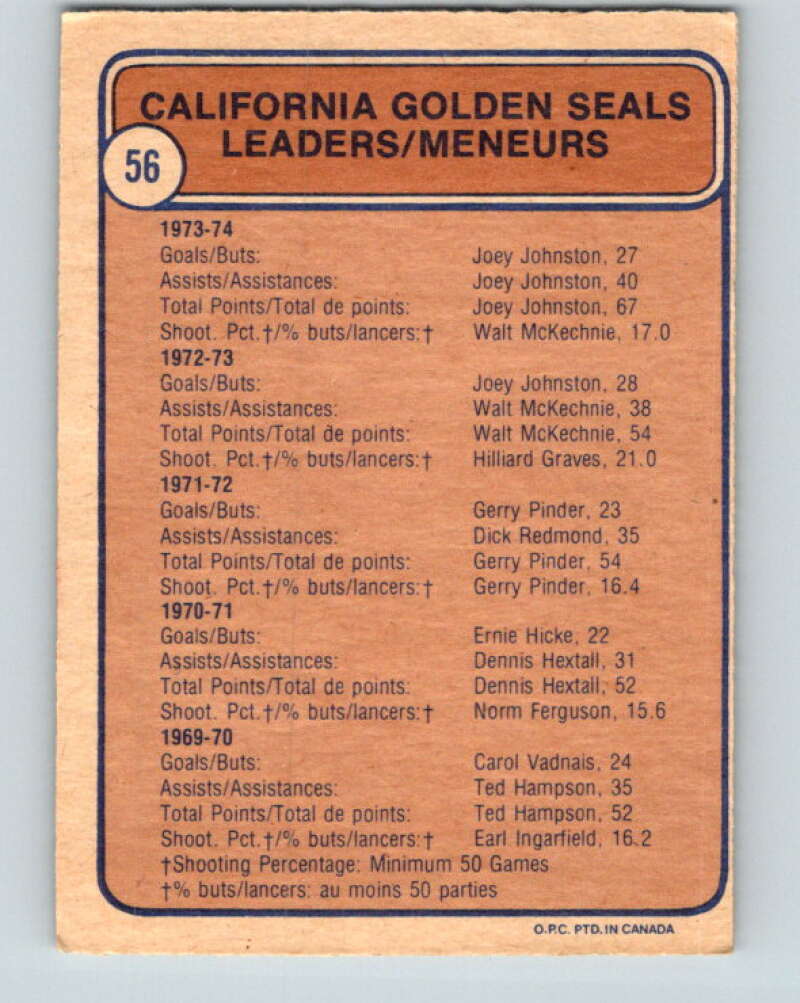 CALIFORNIA GOLDEN SEALS
LEADERS/MENEURS
56
1973-74
Goals/Buts: Joey Johnston, 27
Assists/Assistances: Joey Johnston, 40
Total Points/Total de points: Joey Johnston, 67
Shoot. Pct.†/% buts/lancers:† Walt McKechnie, 17.0
1972-73
Goals/Buts: Joey Johnston, 28
Assists/Assistances: Walt McKechnie, 38
Total Points/Total de points: Walt McKechnie, 54
Shoot. Pct.†/% buts/lancers:† Hilliard Graves, 21.0
1971-72
Goals/Buts: Gerry Pinder, 23
Assists/Assistances: Dick Redmond, 35
Total Points/Total de points: Gerry Pinder, 54
Shoot. Pct.†/% buts/lancers:† Gerry Pinder, 16.4
1970-71
Goals/Buts: Ernie Hicke, 22
Assists/Assistances: Dennis Hextall, 31
Total Points/Total de points: Dennis Hextall, 52
Shoot. Pct.†/% buts/lancers:† Norm Ferguson, 15.6
1969-70
Goals/Buts: Carol Vadnais, 24
Assists/Assistances: Ted Hampson, 35
Total Points/Total de points: Ted Hampson, 52
Shoot. Pct.†/% buts/lancers:† Earl Ingarfield, 16.2
†Shooting Percentage: Minimum 50 Games
†% buts/lancers: au moins 50 parties
O.P.C. PTD. IN CANADA